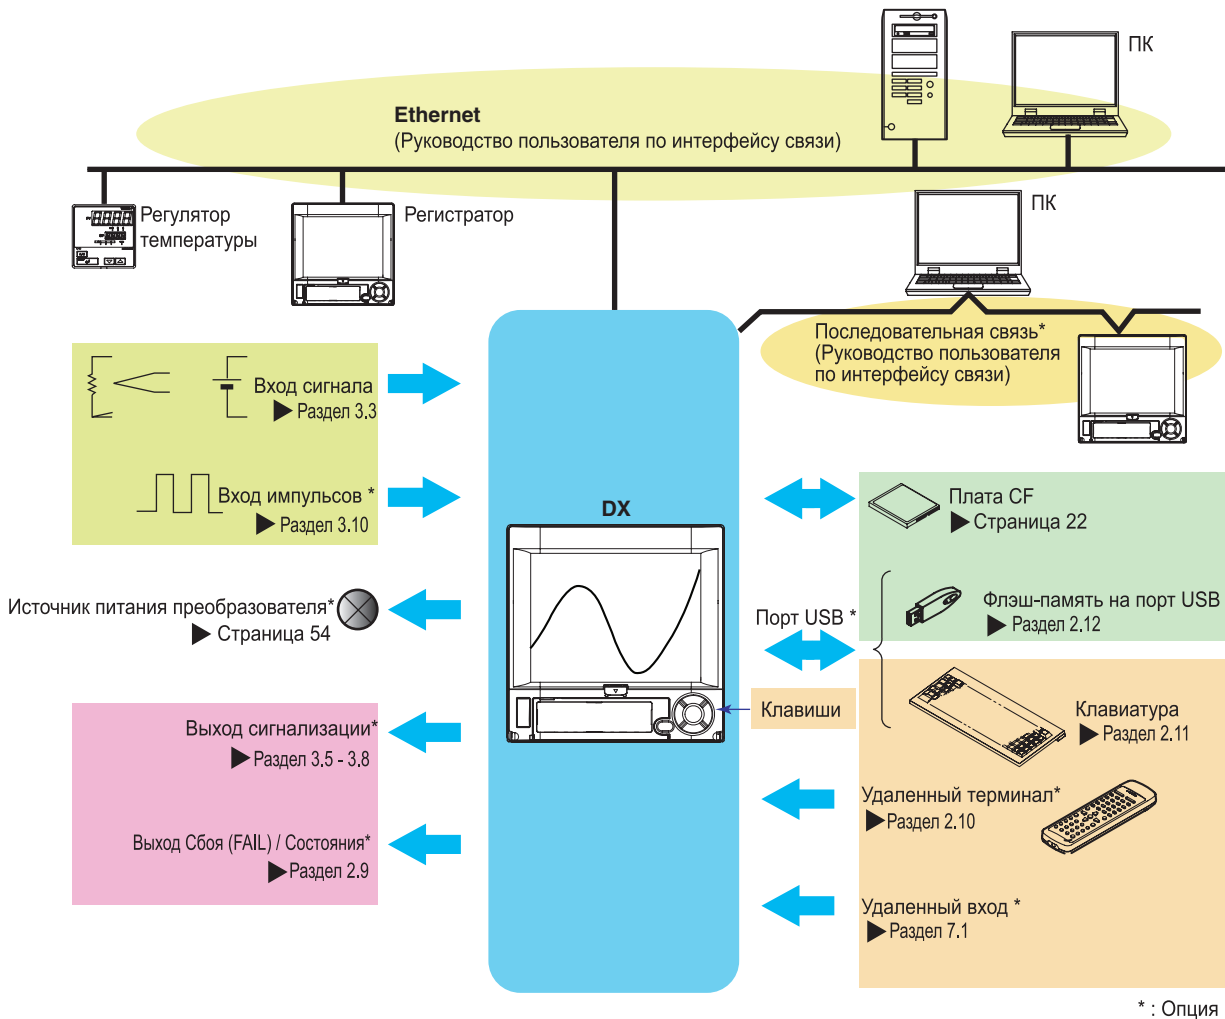 ПК
Ethernet
(Руководство пользователя по интерфейсу связи)
Регулятор
температуры
Регистратор
ПК
Последовательная связь*
(Руководство пользователя
по интерфейсу связи)
Вход сигнала
▶ Раздел 3.3
Вход импульсов *
▶ Раздел 3.10
Источник питания преобразователя*
▶ Страница 54
Выход сигнализации*
▶ Раздел 3.5 - 3.8
Выход Сбоя (FAIL) / Состояния*
▶ Раздел 2.9
DX
Плата CF
▶ Страница 22
Порт USB *
Флэш-память на порт USB
▶ Раздел 2.12
Клавиши
Клавиатура
▶ Раздел 2.11
Удаленный терминал*
▶ Раздел 2.10
Удаленный вход *
▶ Раздел 7.1
* : Опция